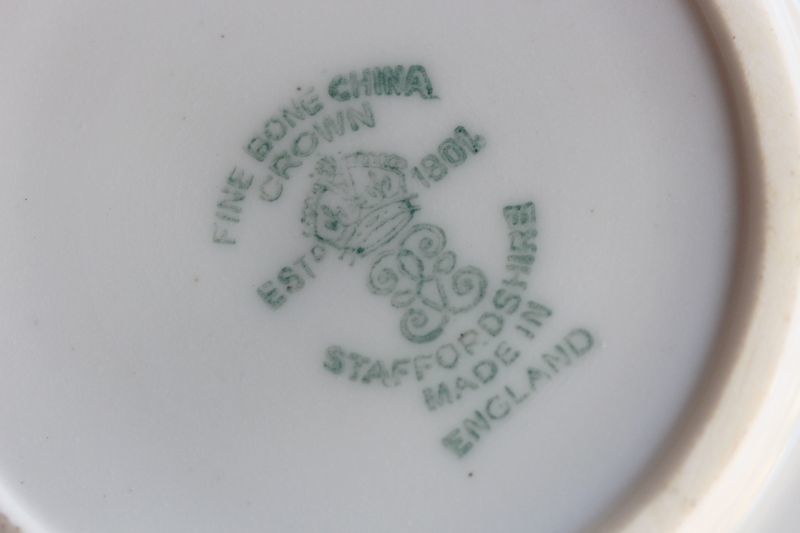 FINE BONE CHINA
CROWN
ESTD 1801
STAFFORDSHIRE
MADE IN
ENGLAND